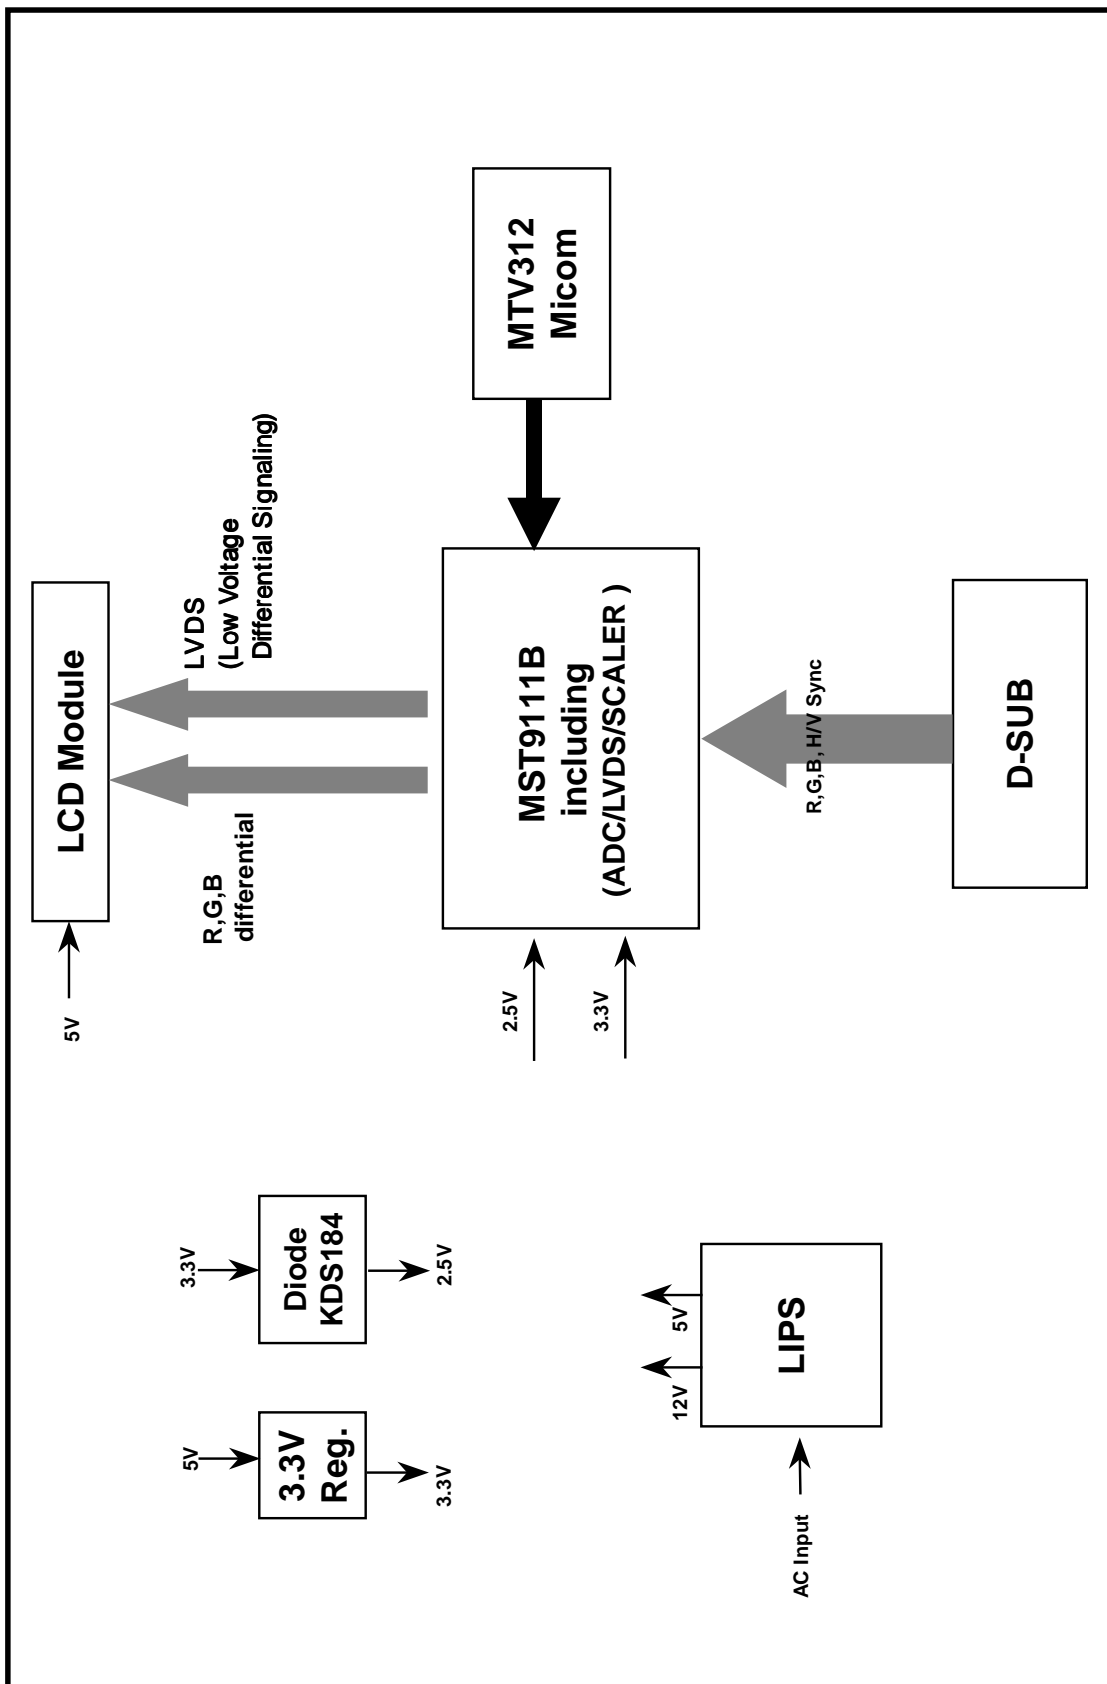 MTV312
Micom
LVDS
(Low Voltage
Differential Signaling)
LCD Module
R,G,B
differential
5V
MST9111B
including
(ADC/LVDS/SCALER )
2.5V
3.3V
R,G,B, H/V Sync
D-SUB
3.3V
Diode
KDS184
2.5V
5V
3.3V
Reg.
3.3V
5V
12V
LIPS
AC Input